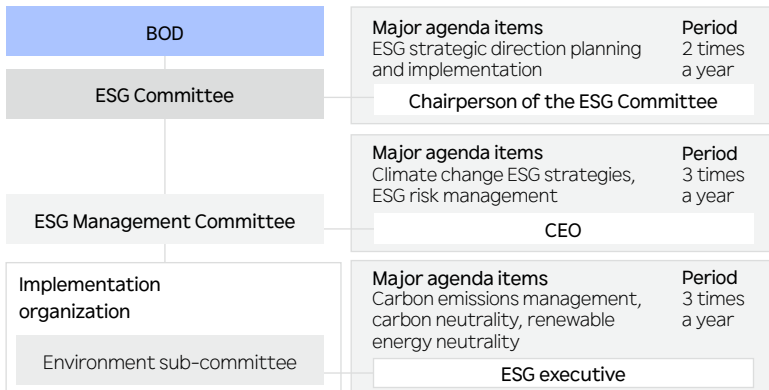 BOD
ESG Committee
Major agenda items Period
ESG strategic direction planning 2 times
and implementation a year
Chairperson of the ESG Committee
ESG Management Committee
Major agenda items Period
Climate change ESG strategies, 3 times
ESG risk management a year
CEO
Implementation
organization
Environment sub-committee
Major agenda items Period
Carbon emissions management, 3 times
carbon neutrality, renewable a year
energy neutrality
ESG executive